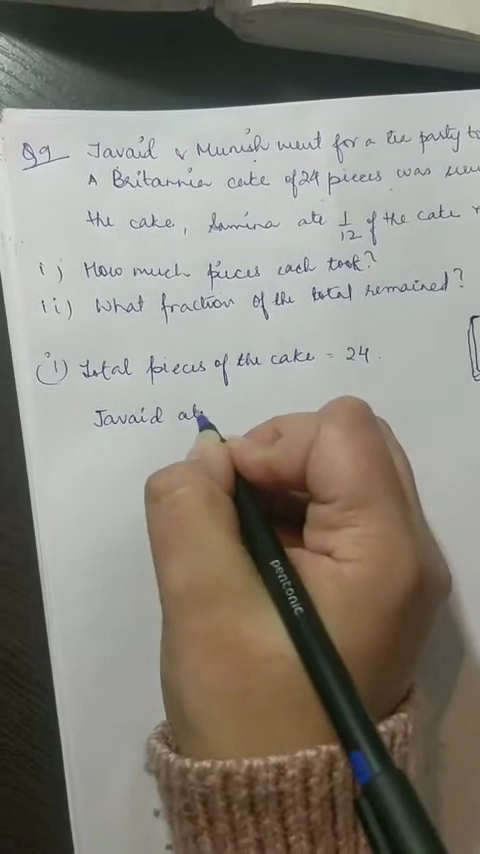 Q9 Javaid & Munish went for a tea party to
A Britannia cake of 24 pieces was
the cake, Samina ate 1/12 of the cake
i) How much pieces each took?
ii) What fraction of the total remained?
(i) Total pieces of the cake = 24.
Javaid at
pentonic